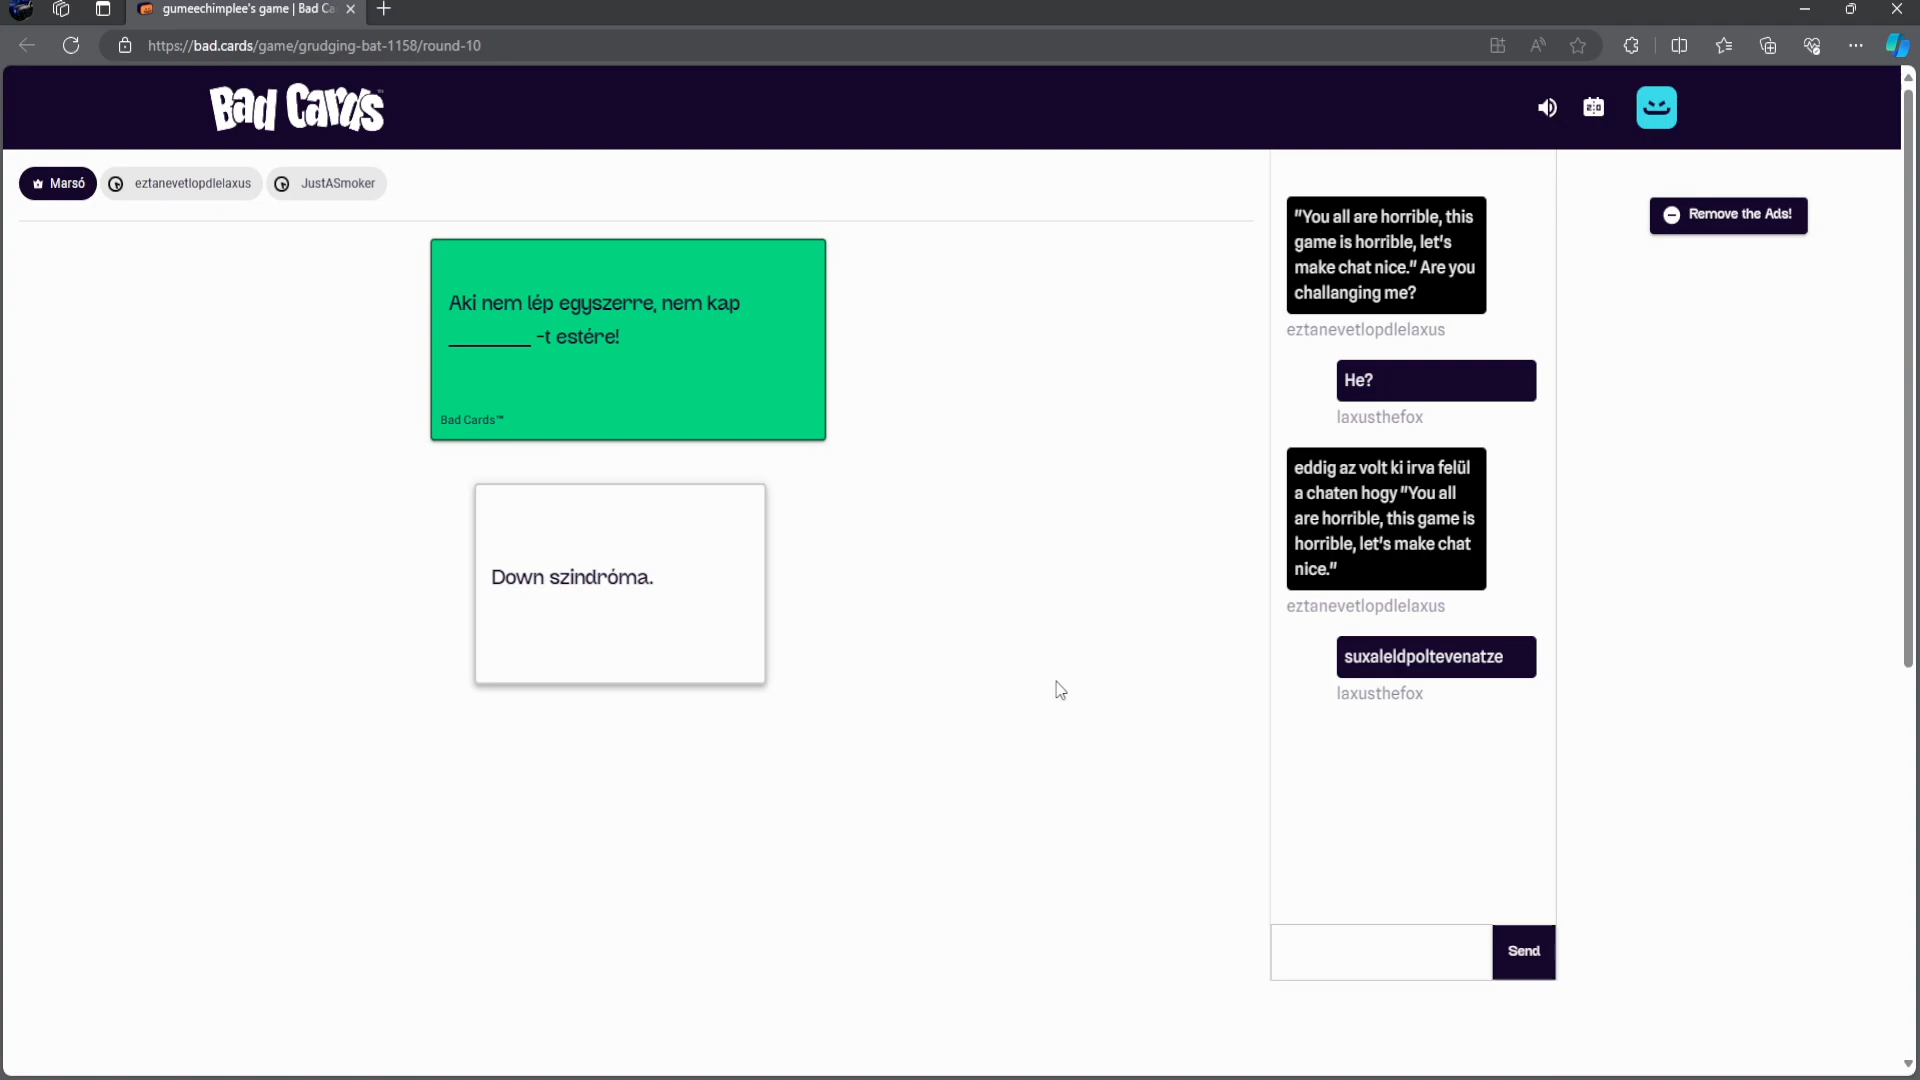 gumeechimplee's game | Bad Ca
https://bad.cards/game/grudging-bat-1158/round-10
Bad Cards™
Marsó
eztanevetlopdlelaxus
JustASmoker
Aki nem lép egyszerre, nem kap
________ -t estére!
Bad Cards™
Down szindróma.
"You all are horrible, this
game is horrible, let's
make chat nice." Are you
challanging me?
eztanevetlopdlelaxus
He?
laxusthefox
eddig az volt ki irva felül
a chaten hogy "You all
are horrible, this game is
horrible, let's make chat
nice."
eztanevetlopdlelaxus
suxaleldpoltevenatze
laxusthefox
Send
Remove the Ads!